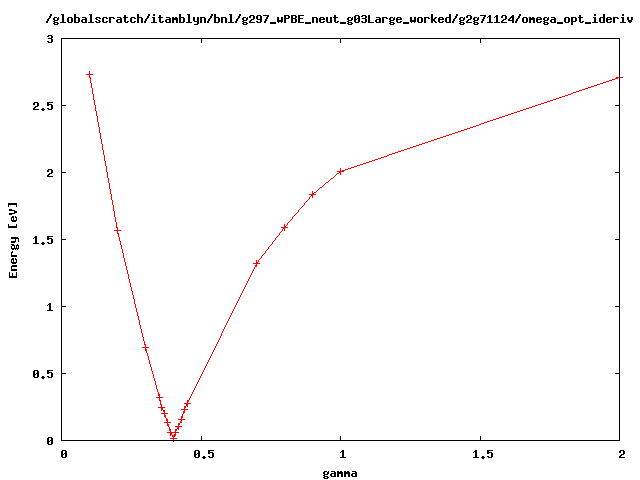 /globalscratch/itamblyn/bnl/g297_wPBE_neut_g03Large_worked/g2g71124/omega_opt_ideriv
3
2.5
2
1.5
1
0.5
0
Energy [eV]
0 0.5 1 1.5 2
gamma